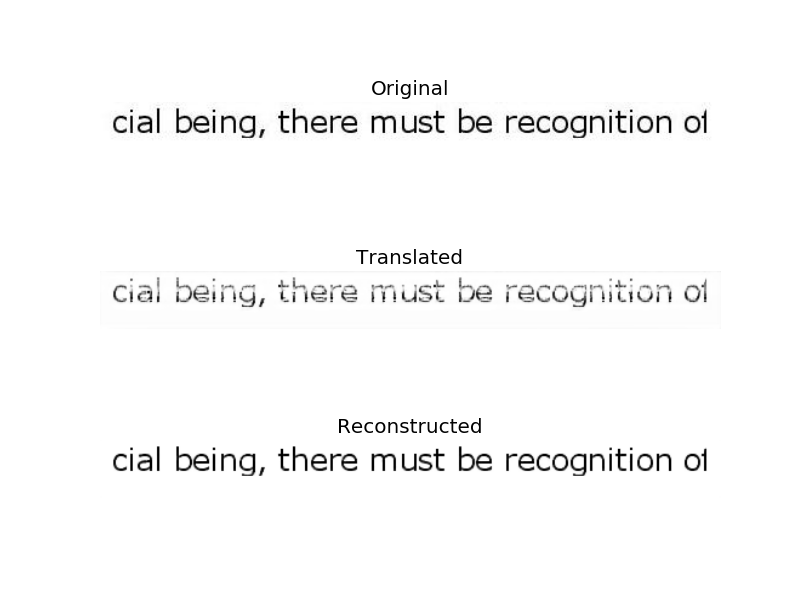 Original
cial being, there must be recognition of
Translated
cial being, there must be recognition of
Reconstructed
cial being, there must be recognition of